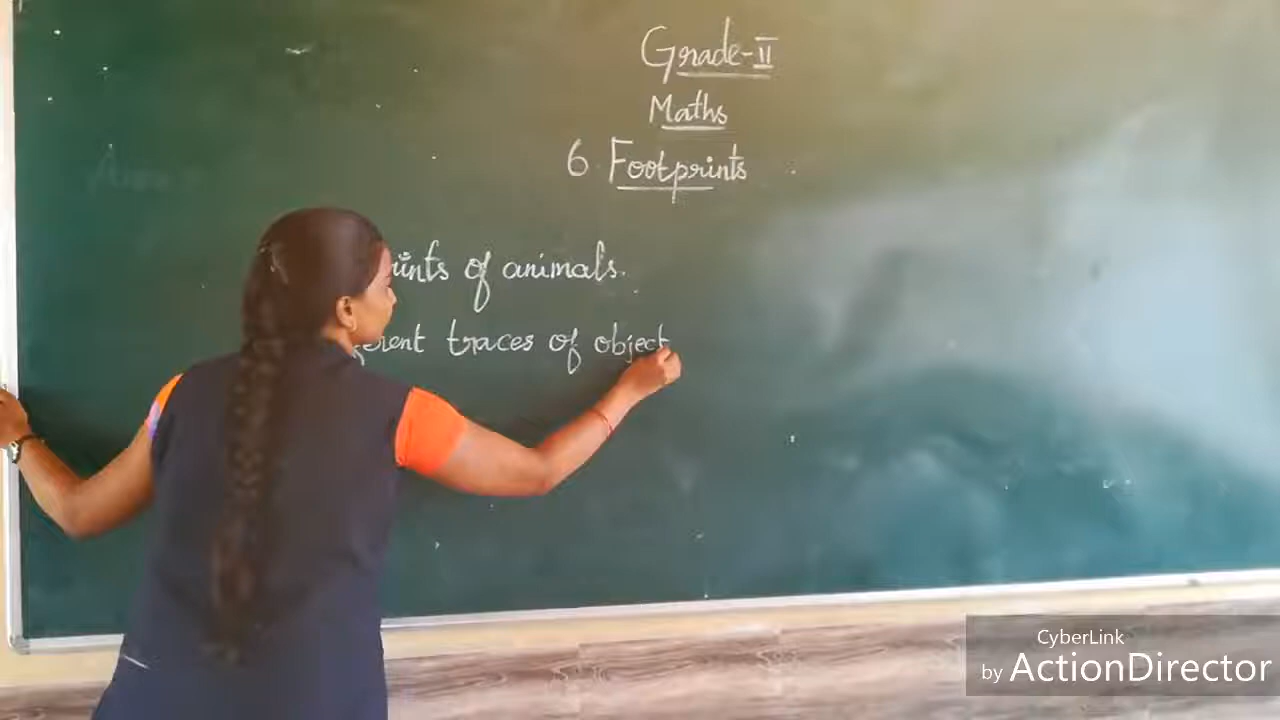 Grade-II
Maths
6. Footprints
of animals.
traces of object
CyberLink
by ActionDirector